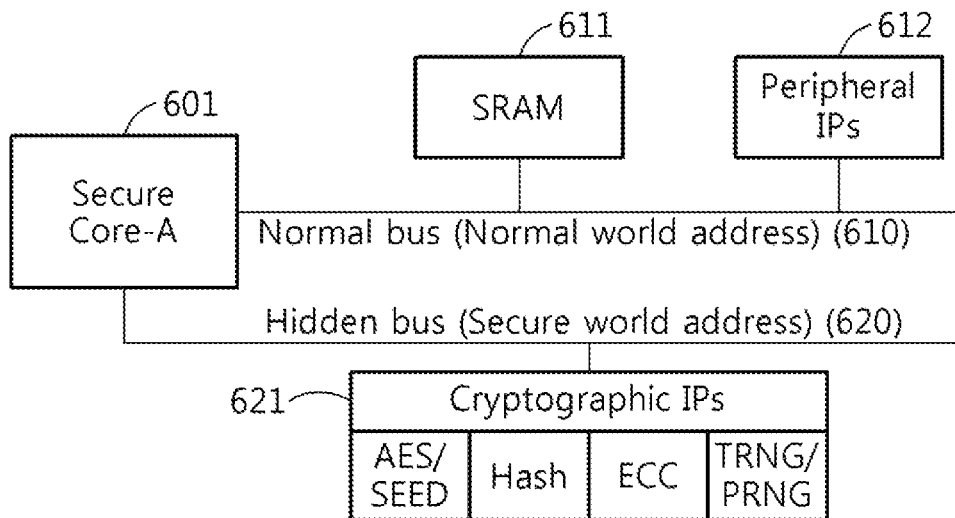 611
612
601
SRAM
Peripheral
IPs
Secure
Core-A
Normal bus (Normal world address) (610)
Hidden bus (Secure world address) (620)
621
Cryptographic IPs
AES/
SEED
Hash
ECC
TRNG/
PRNG